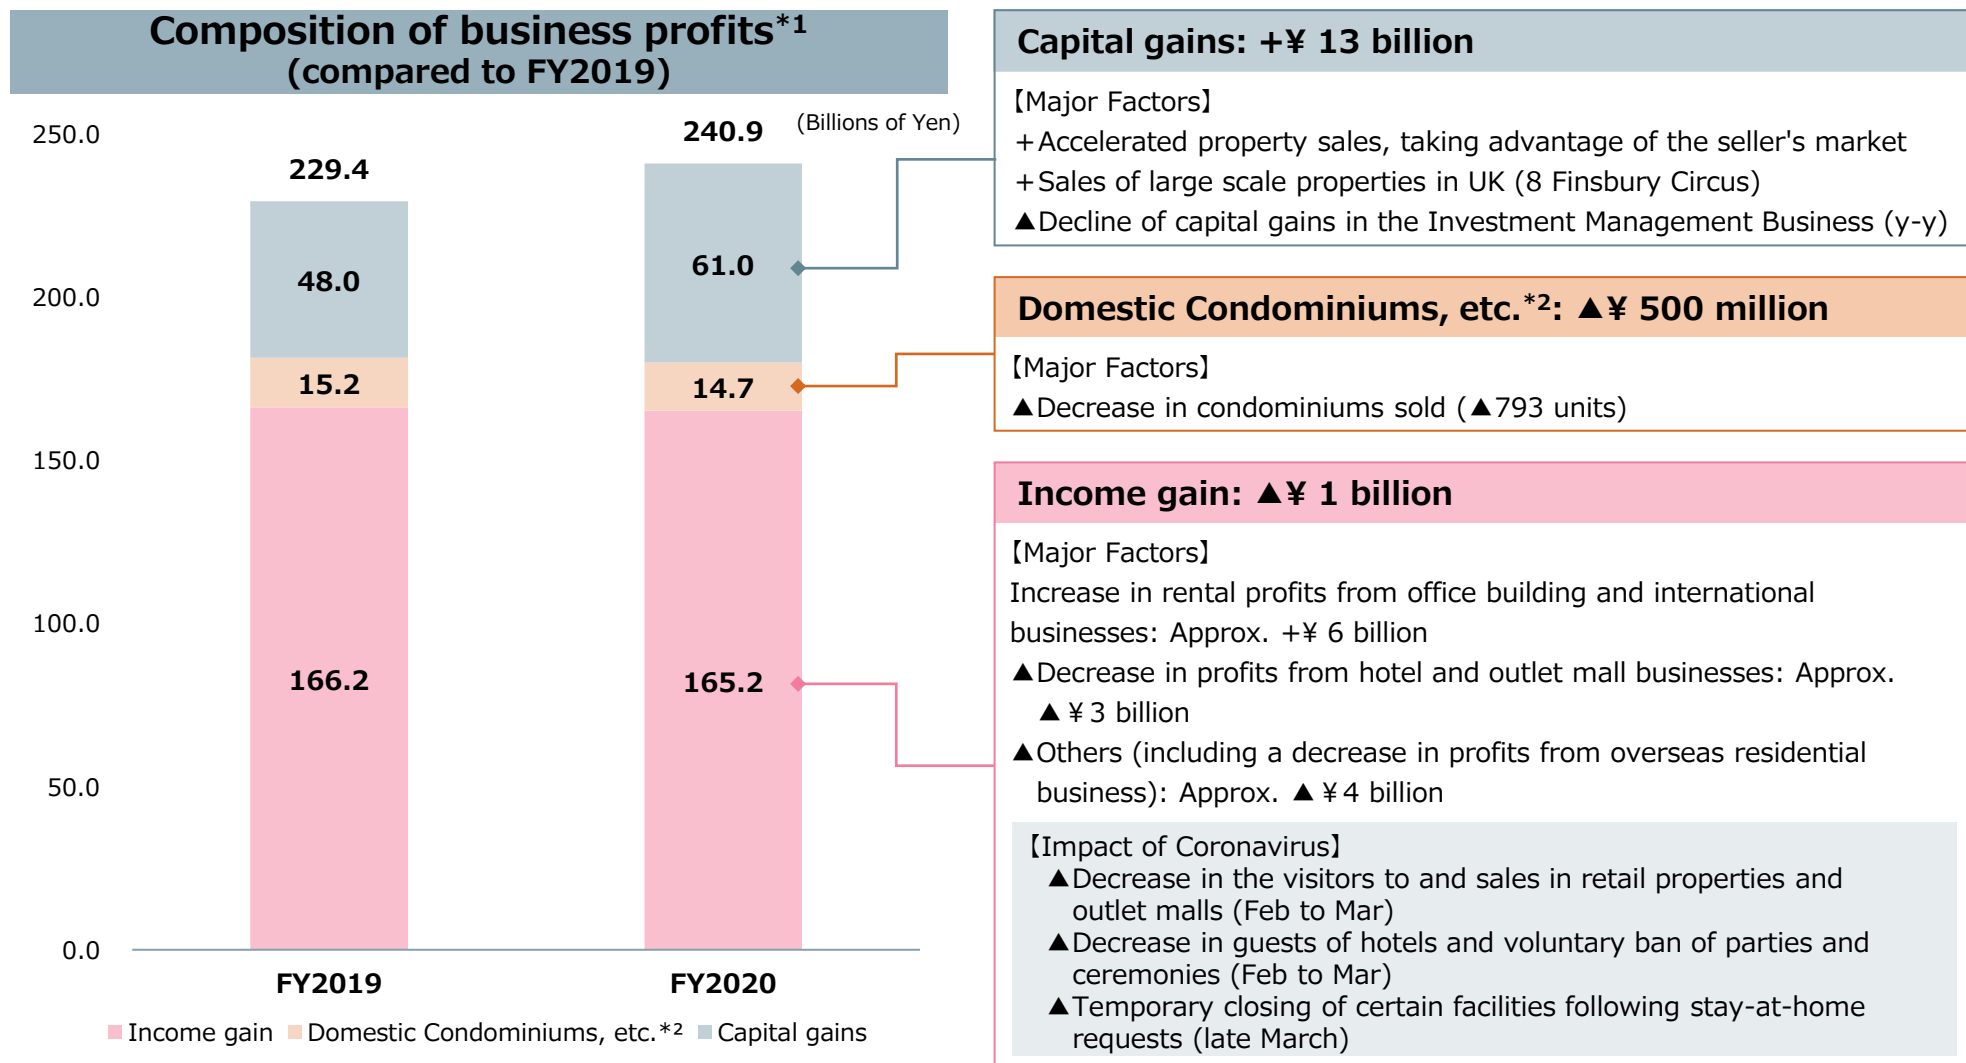 Composition of business profits*1
(compared to FY2019)
(Billions of Yen)
250.0
200.0
150.0
100.0
50.0
0.0
229.4
48.0
15.2
166.2
240.9
61.0
14.7
165.2
FY2019
FY2020
Income gain
Domestic Condominiums, etc.*²
Capital gains
Capital gains: +¥ 13 billion
【Major Factors】
+Accelerated property sales, taking advantage of the seller's market
+Sales of large scale properties in UK (8 Finsbury Circus)
▲Decline of capital gains in the Investment Management Business (y-y)
Domestic Condominiums, etc.*2: ▲¥ 500 million
【Major Factors】
▲Decrease in condominiums sold (▲793 units)
Income gain: ▲¥ 1 billion
【Major Factors】
Increase in rental profits from office building and international
businesses: Approx. +¥ 6 billion
▲Decrease in profits from hotel and outlet mall businesses: Approx.
▲ ¥3 billion
▲Others (including a decrease in profits from overseas residential
business): Approx. ▲ ¥4 billion
【Impact of Coronavirus】
▲Decrease in the visitors to and sales in retail properties and
outlet malls (Feb to Mar)
▲Decrease in guests of hotels and voluntary ban of parties and
ceremonies (Feb to Mar)
▲Temporary closing of certain facilities following stay-at-home
requests (late March)